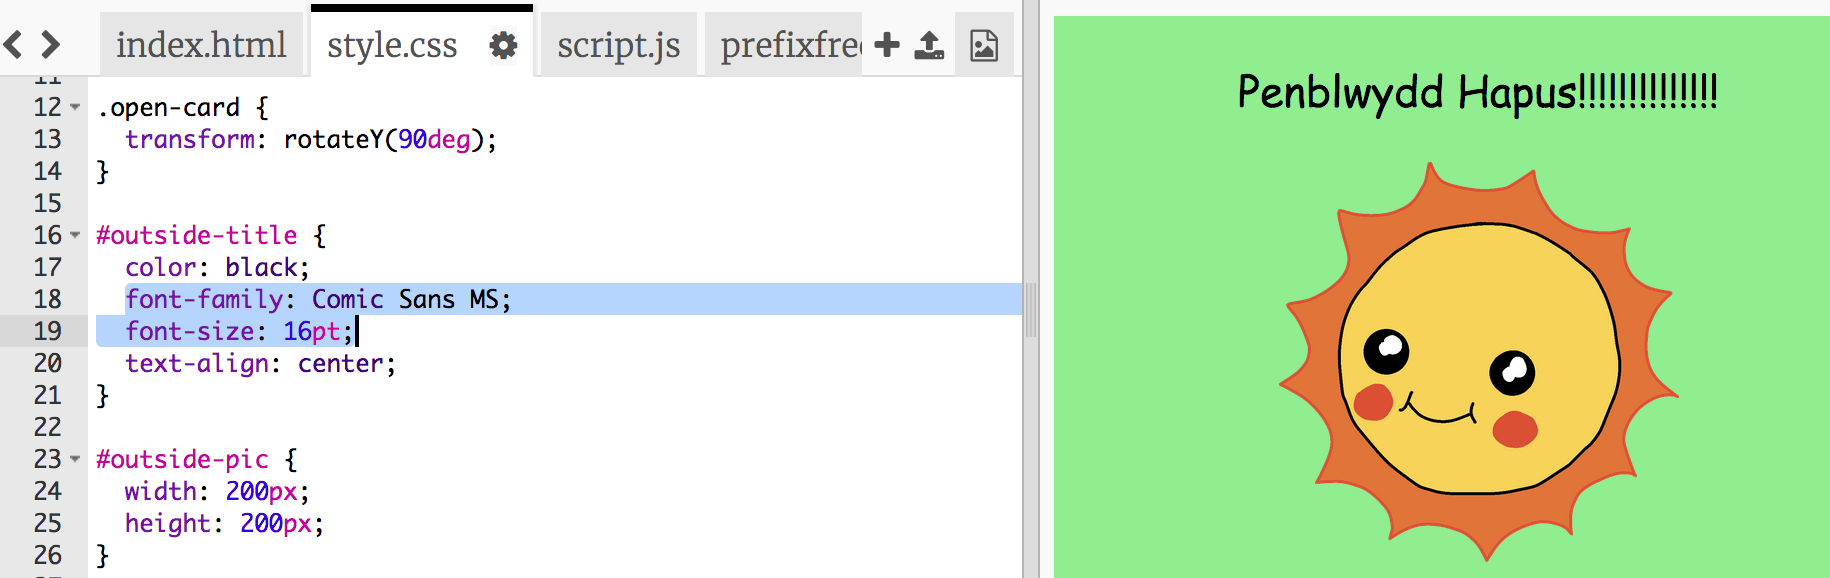 index.html style.css script.js prefixfree
11
12 .open-card {
13 transform: rotateY(90deg);
14 }
15
16 #outside-title {
17 color: black;
18 font-family: Comic Sans MS;
19 font-size: 16pt;
20 text-align: center;
21 }
22
23 #outside-pic {
24 width: 200px;
25 height: 200px;
26 }
Penblwydd Hapus!!!!!!!!!!!!!!